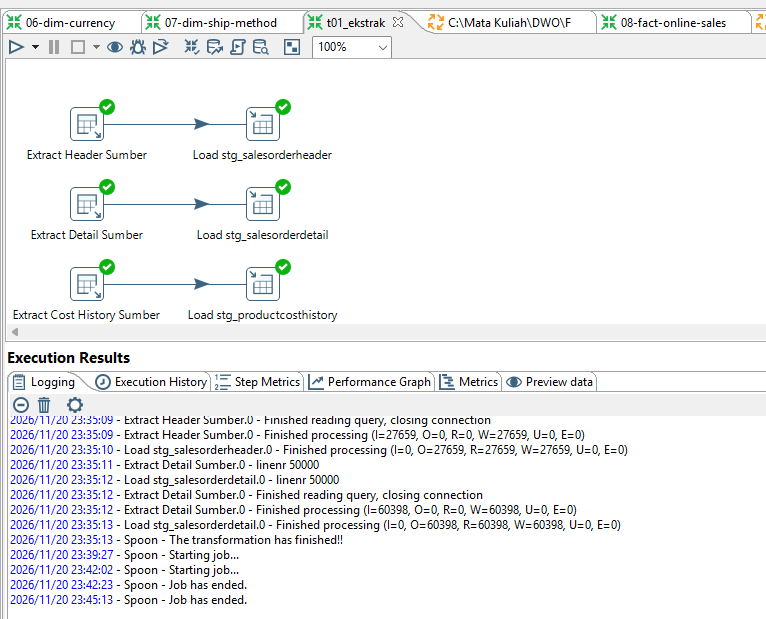 06-dim-currency
07-dim-ship-method
t01_ekstrak
C:\Mata Kuliah\DWO\F
08-fact-online-sales
100%
Extract Header Sumber
Load stg_salesorderheader
Extract Detail Sumber
Load stg_salesorderdetail
Extract Cost History Sumber
Load stg_productcosthistory
Execution Results
Logging
Execution History
Step Metrics
Performance Graph
Metrics
Preview data
2026/11/20 23:35:09 - Extract Header Sumber.0 - Finished reading query, closing connection
2026/11/20 23:35:09 - Extract Header Sumber.0 - Finished processing (I=27659, O=0, R=0, W=27659, U=0, E=0)
2026/11/20 23:35:10 - Load stg_salesorderheader.0 - Finished processing (I=0, O=27659, R=27659, W=27659, U=0, E=0)
2026/11/20 23:35:11 - Extract Detail Sumber.0 - linenr 50000
2026/11/20 23:35:12 - Load stg_salesorderdetail.0 - linenr 50000
2026/11/20 23:35:12 - Extract Detail Sumber.0 - Finished reading query, closing connection
2026/11/20 23:35:12 - Extract Detail Sumber.0 - Finished processing (I=60398, O=0, R=0, W=60398, U=0, E=0)
2026/11/20 23:35:13 - Load stg_salesorderdetail.0 - Finished processing (I=0, O=60398, R=60398, W=60398, U=0, E=0)
2026/11/20 23:35:13 - Spoon - The transformation has finished!!
2026/11/20 23:39:27 - Spoon - Starting job...
2026/11/20 23:42:02 - Spoon - Starting job...
2026/11/20 23:42:23 - Spoon - Job has ended.
2026/11/20 23:45:13 - Spoon - Job has ended.